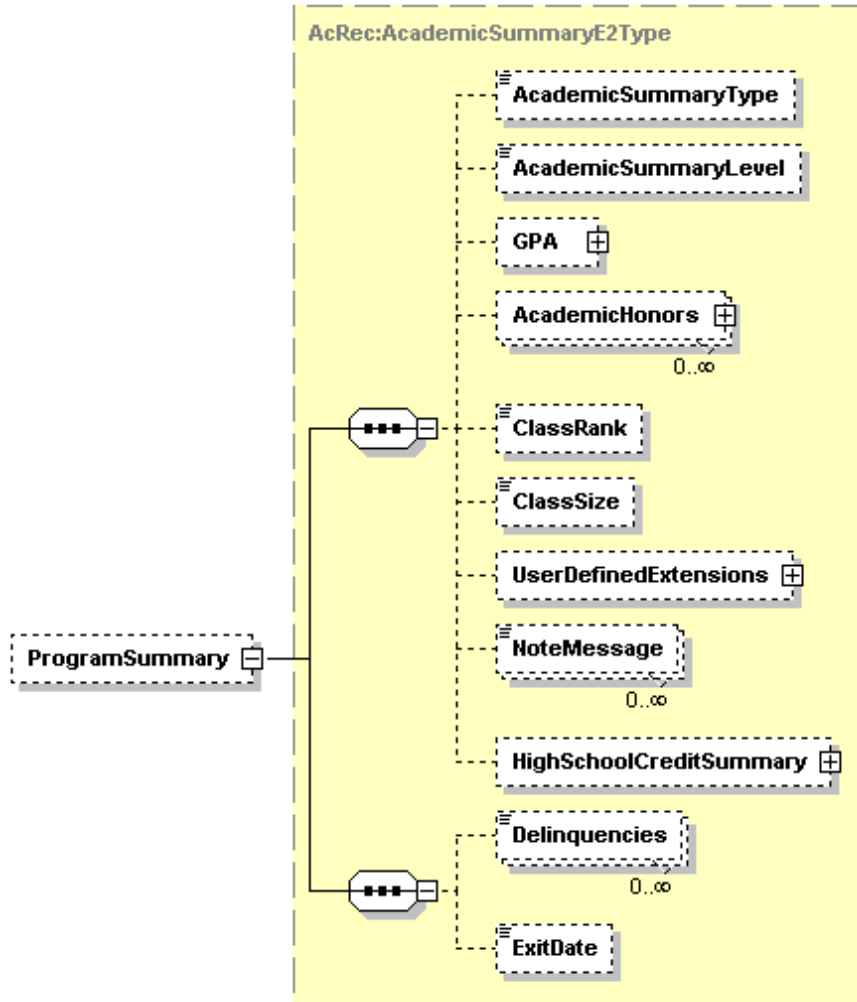 AcRec:AcademicSummaryE2Type
AcademicSummaryType
AcademicSummaryLevel
GPA
AcademicHonors
0..∞
ClassRank
ClassSize
UserDefinedExtensions
NoteMessage
0..∞
ProgramSummary
HighSchoolCreditSummary
Delinquencies
0..∞
ExitDate